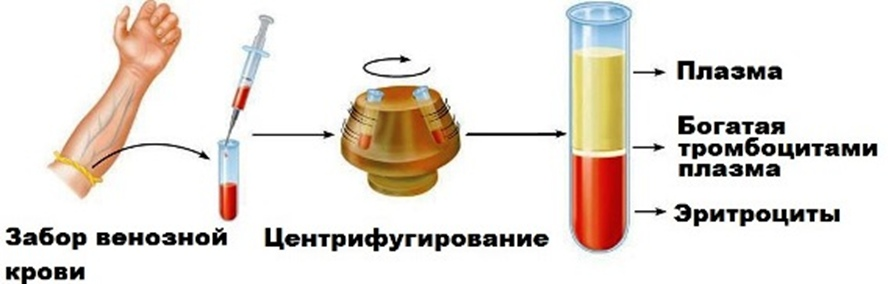 Забор венозной
крови
Центрифугирование
Плазма
Богатая
тромбоцитами
плазма
Эритроциты